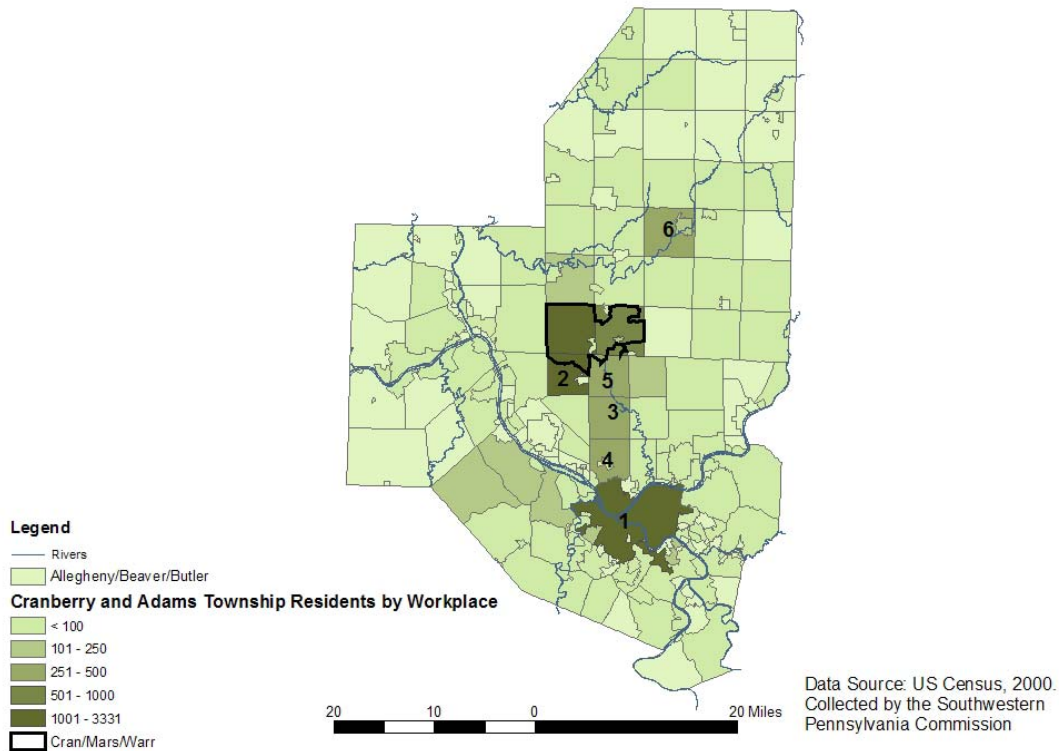 6
2
5
3
4
1
Legend
Rivers
Allegheny/Beaver/Butler
Cranberry and Adams Township Residents by Workplace
< 100
101 - 250
251 - 500
501 - 1000
1001 - 3331
Cran/Mars/Warr
20 10 0 20 Miles
Data Source: US Census, 2000.
Collected by the Southwestern
Pennsylvania Commission